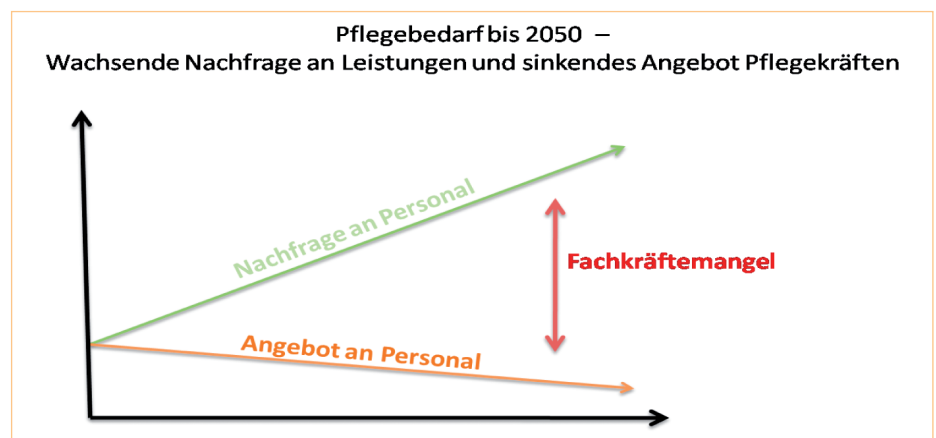 Pflegebedarf bis 2050 –
Wachsende Nachfrage an Leistungen und sinkendes Angebot Pflegekräften
Nachfrage an Personal
Fachkräftemangel
Angebot an Personal